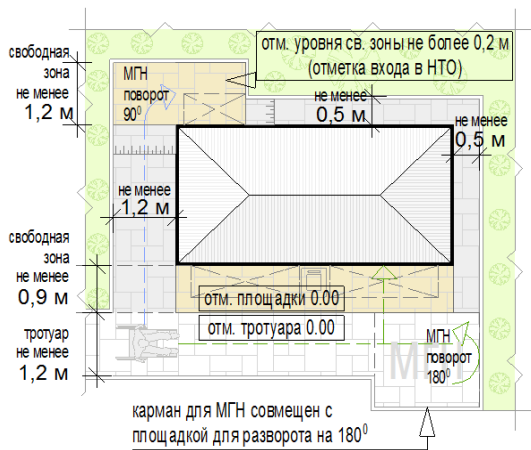 отм. уровня св. зоны не более 0,2 м
(отметка входа в НТО)
свободная
зона
не менее
1,2 м
МГН
поворот
90⁰
не менее
0,5 м
не менее
0,5 м
не менее
1,2 м
свободная
зона
не менее
0,9 м
отм. площадки 0.00
отм. тротуара 0.00
тротуар
не менее
1,2 м
МГН
МГН
поворот
180⁰
карман для МГН совмещен с
площадкой для разворота на 180⁰